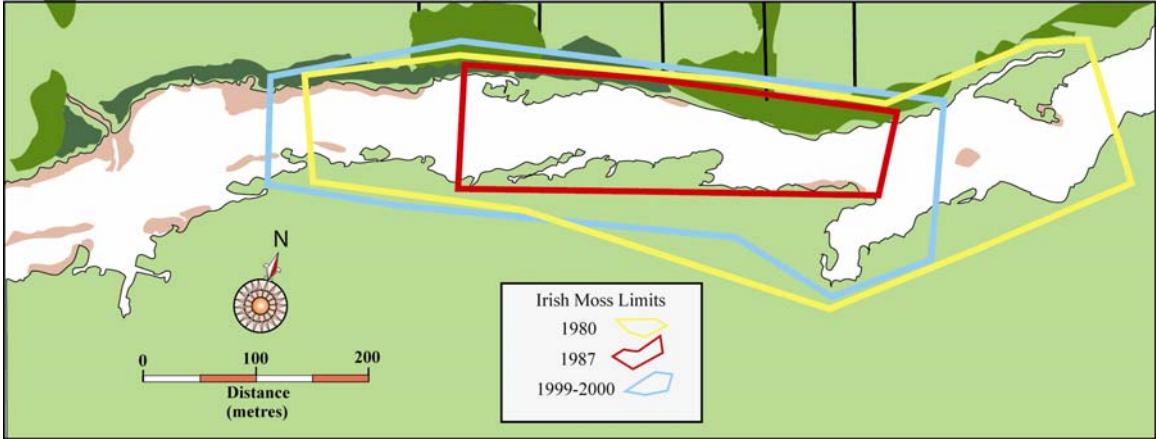 N
0 100 200
Distance
(metres)
Irish Moss Limits
1980
1987
1999-2000